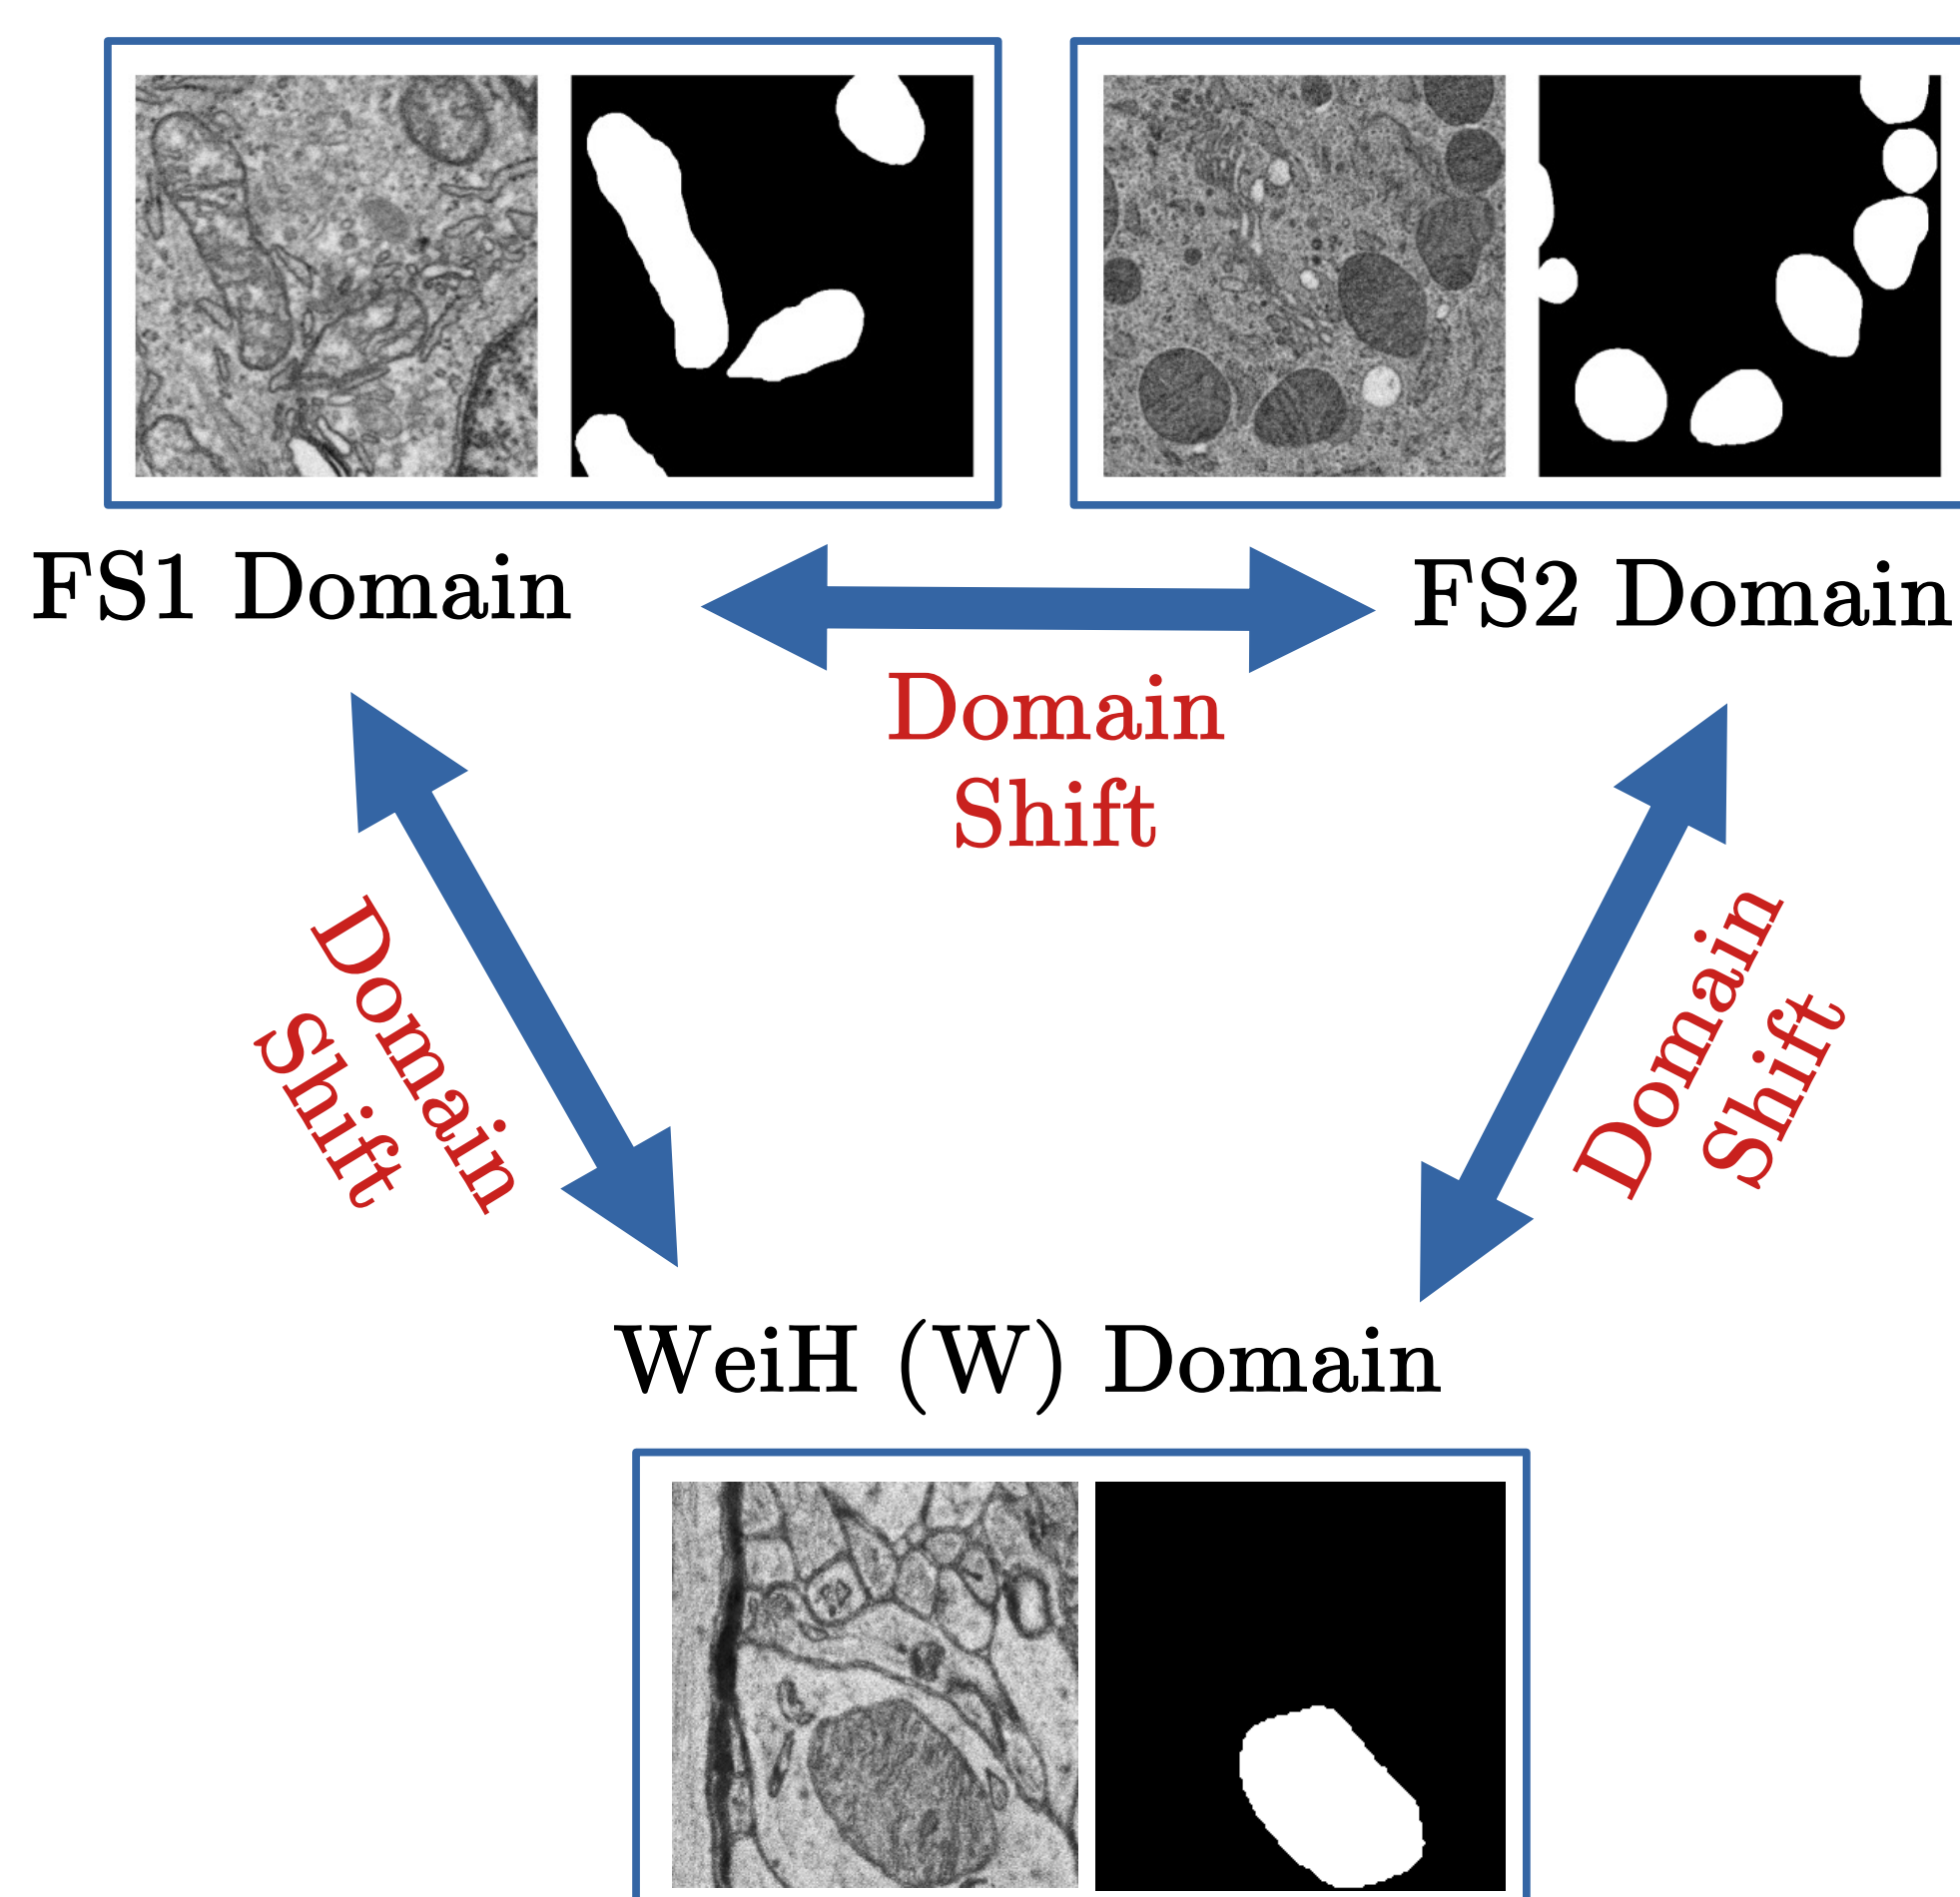 FS1 Domain
FS2 Domain
Domain
Shift
Domain
Shift
Domain
Shift
WeiH (W) Domain